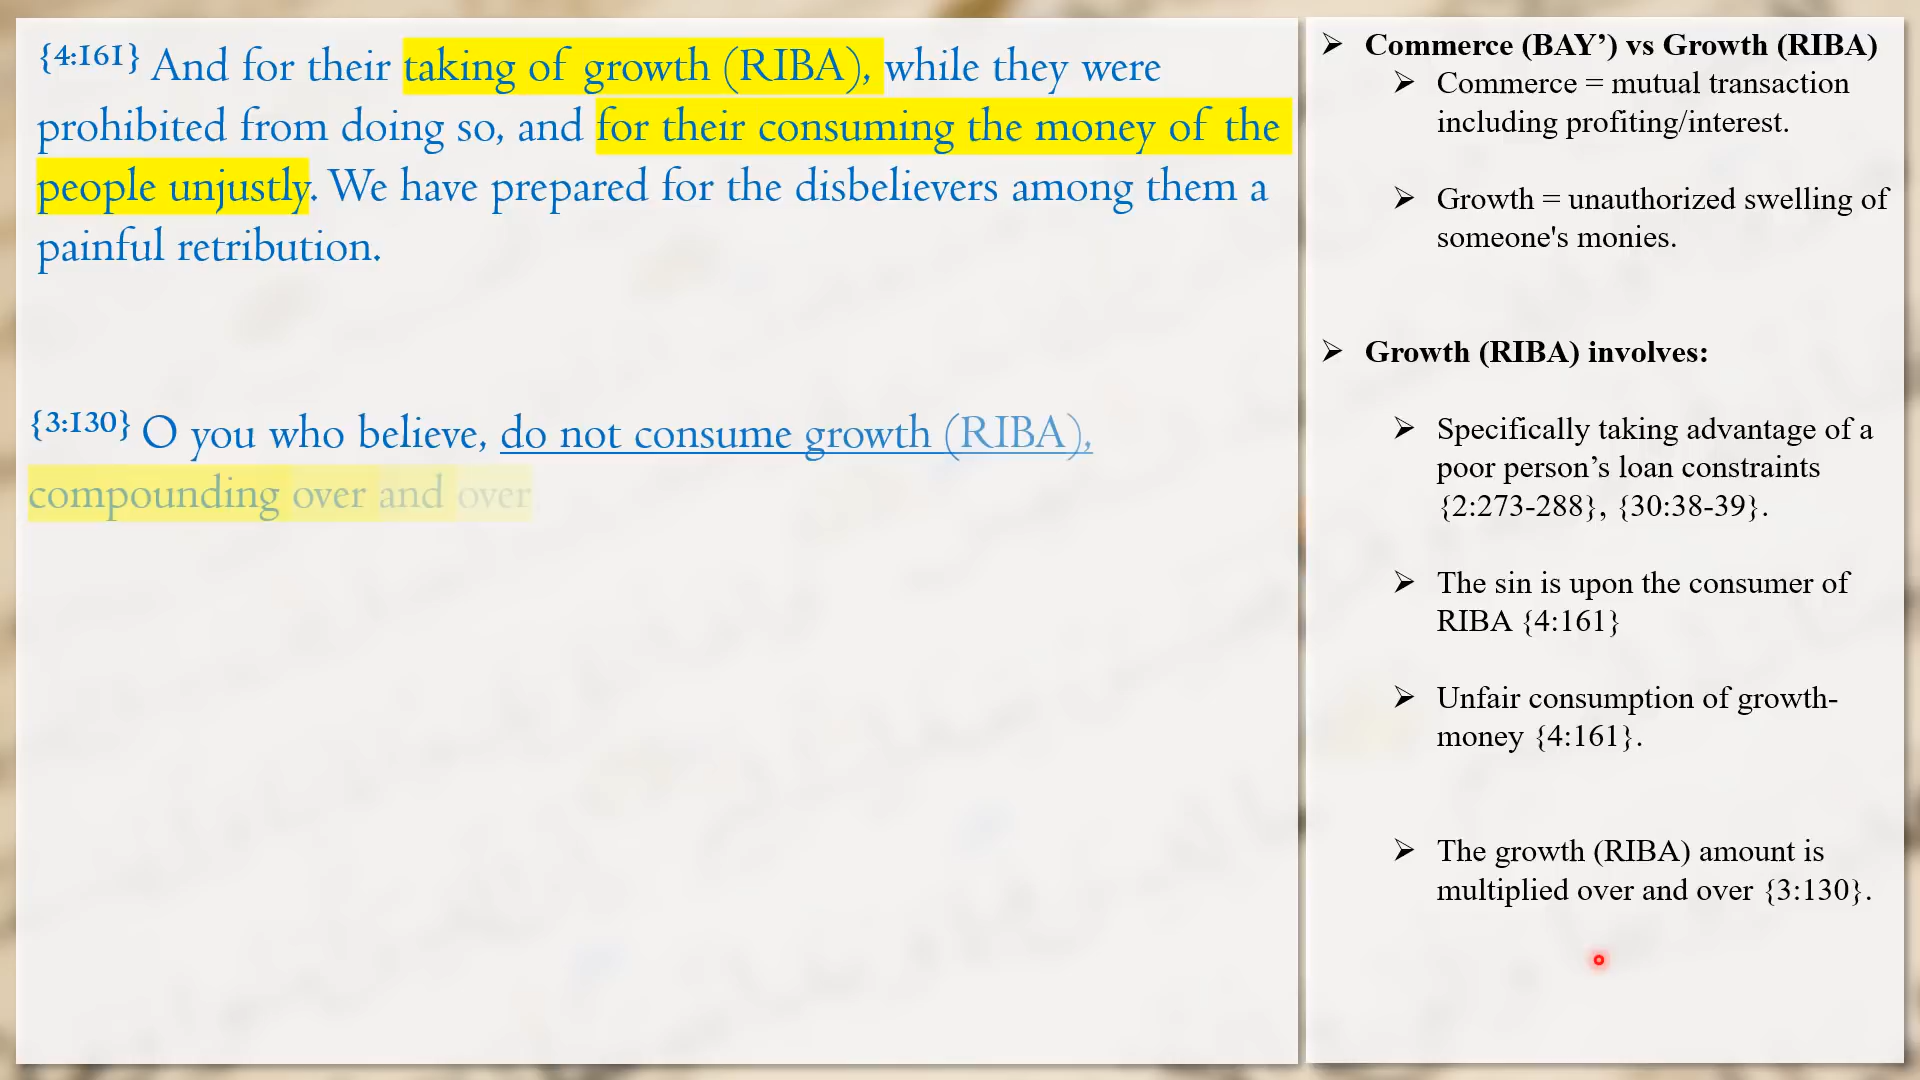 {4:161} And for their taking of growth (RIBA), while they were
prohibited from doing so, and for their consuming the money of the
people unjustly. We have prepared for the disbelievers among them a
painful retribution.
{3:130} O you who believe, do not consume growth (RIBA),
compounding over and over
➢ Commerce (BAY’) vs Growth (RIBA)
➢ Commerce = mutual transaction
including profiting/interest.
➢ Growth = unauthorized swelling of
someone's monies.
➢ Growth (RIBA) involves:
➢ Specifically taking advantage of a
poor person’s loan constraints
{2:273-288}, {30:38-39}.
➢ The sin is upon the consumer of
RIBA {4:161}
➢ Unfair consumption of growth-
money {4:161}.
➢ The growth (RIBA) amount is
multiplied over and over {3:130}.